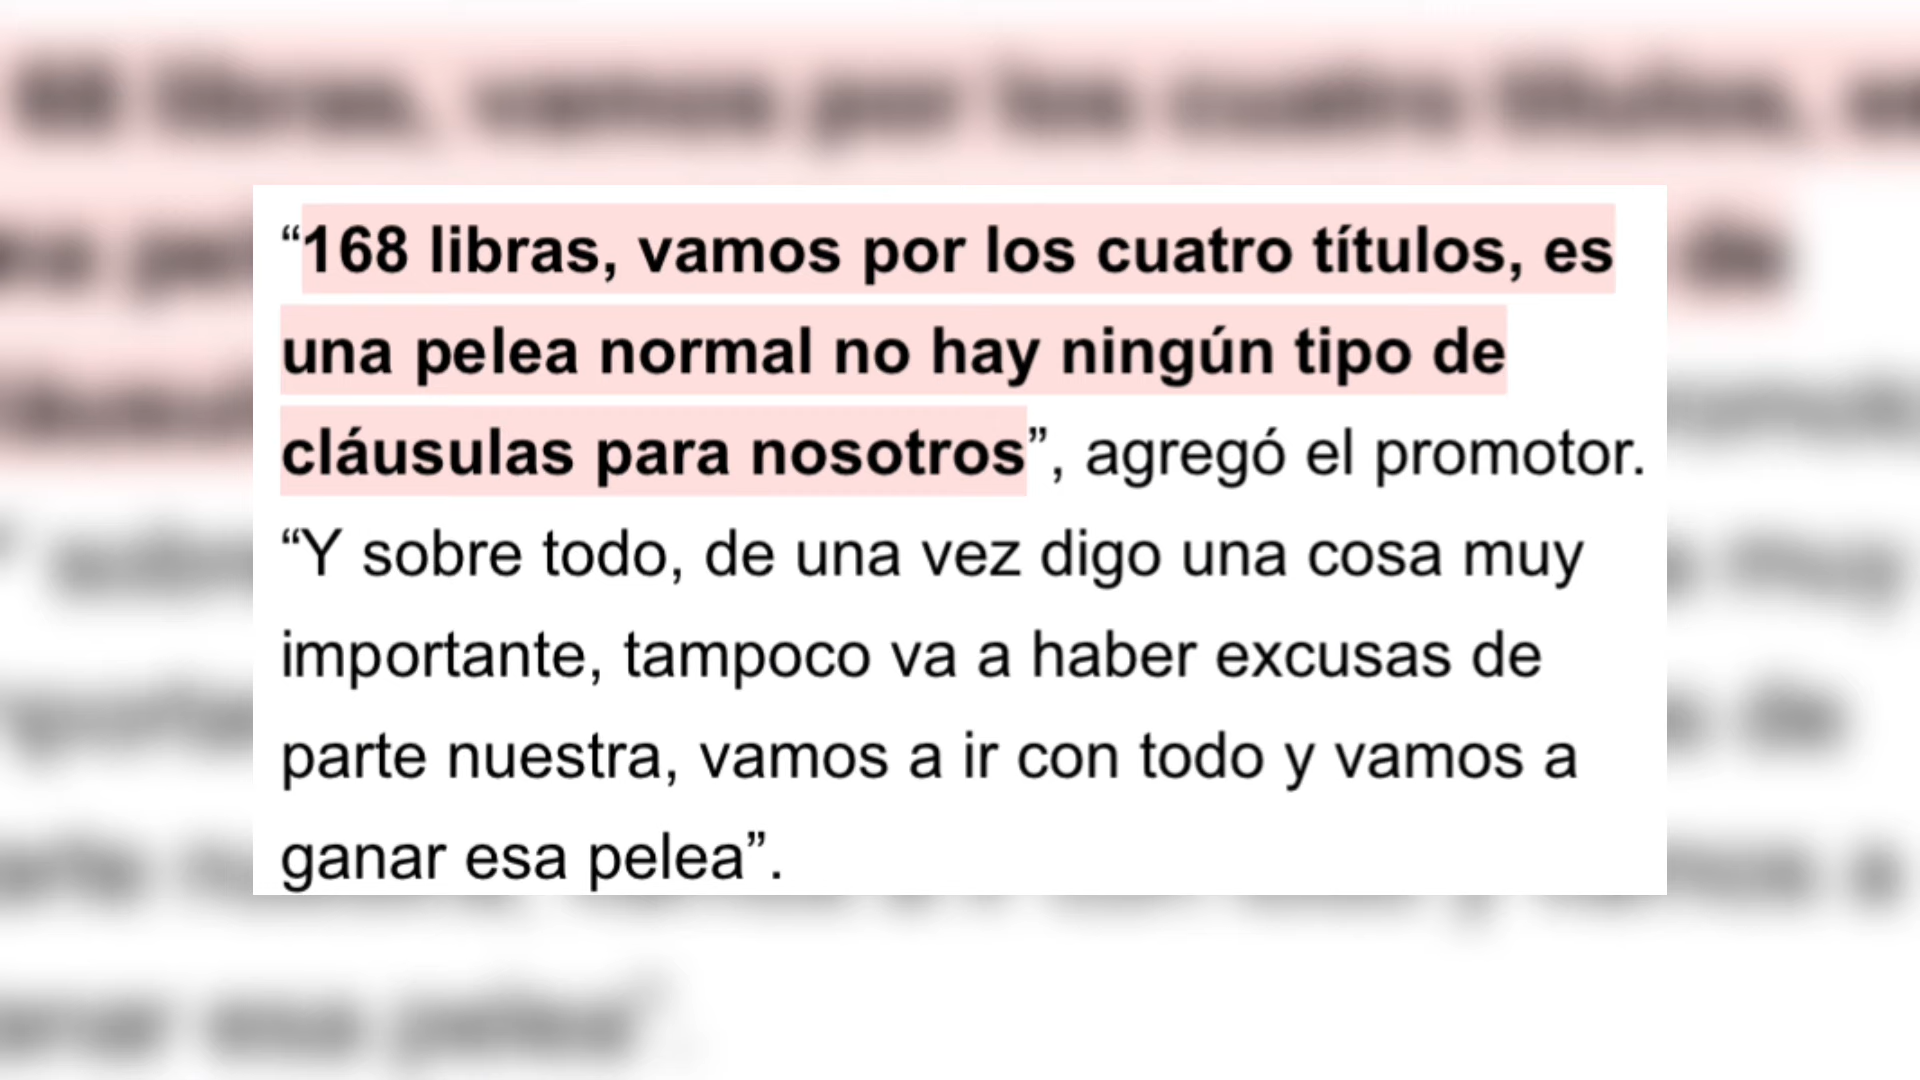 “168 libras, vamos por los cuatro títulos, es
una pelea normal no hay ningún tipo de
cláusulas para nosotros”, agregó el promotor.
“Y sobre todo, de una vez digo una cosa muy
importante, tampoco va a haber excusas de
parte nuestra, vamos a ir con todo y vamos a
ganar esa pelea”.